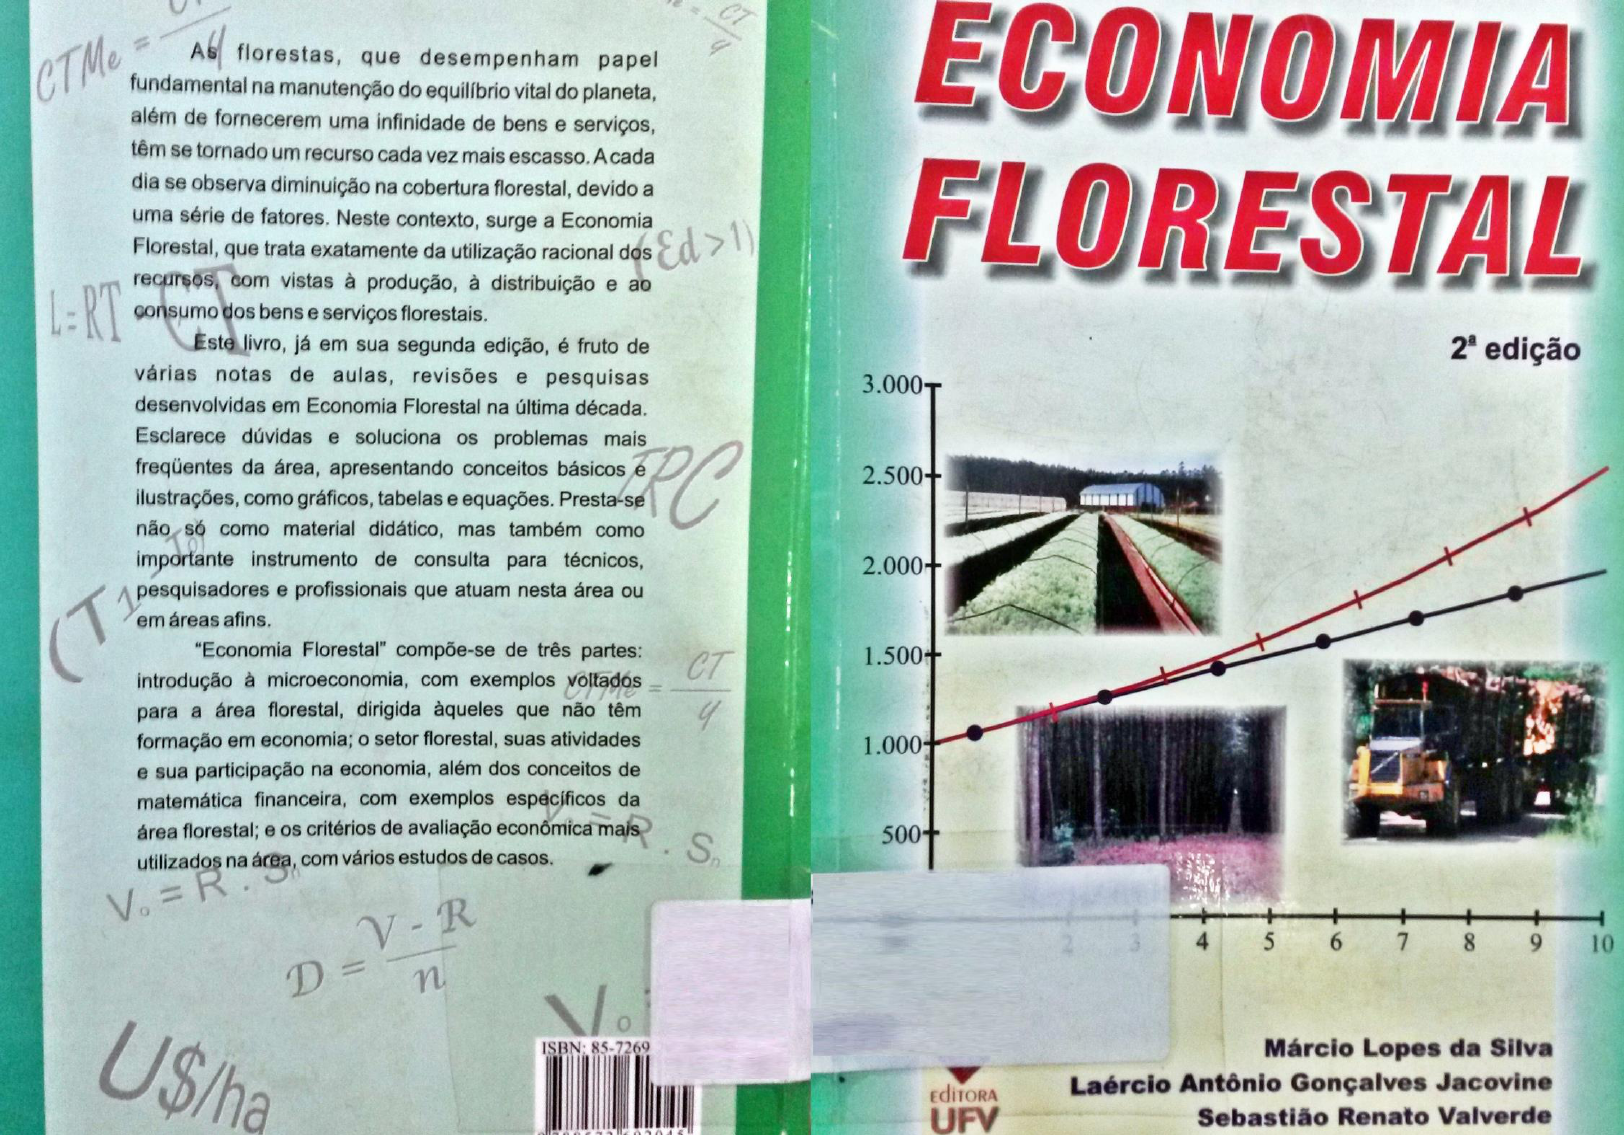 CTMe =
CT
y
As florestas, que desempenham papel
fundamental na manutenção do equilíbrio vital do planeta,
além de fornecerem uma infinidade de bens e serviços,
têm se tornado um recurso cada vez mais escasso. A cada
dia se observa diminuição na cobertura florestal, devido a
uma série de fatores. Neste contexto, surge a Economia
Florestal, que trata exatamente da utilização racional dos
recursos, com vistas à produção, à distribuição e ao
consumo dos bens e serviços florestais.
(Ed > 1)
L = RT - CT
Este livro, já em sua segunda edição, é fruto de
várias notas de aulas, revisões e pesquisas
desenvolvidas em Economia Florestal na última década.
Esclarece dúvidas e soluciona os problemas mais
freqüentes da área, apresentando conceitos básicos e
ilustrações, como gráficos, tabelas e equações. Presta-se
não só como material didático, mas também como
importante instrumento de consulta para técnicos,
pesquisadores e profissionais que atuam nesta área ou
em áreas afins.
"Economia Florestal" compõe-se de três partes:
introdução à microeconomia, com exemplos voltados
para a área florestal, dirigida àqueles que não têm
formação em economia; o setor florestal, suas atividades
e sua participação na economia, além dos conceitos de
matemática financeira, com exemplos específicos da
área florestal; e os critérios de avaliação econômica mais
utilizados na área, com vários estudos de casos.
CTMe = CT
y
V₀ = R . Sₙ
V₀ = R . Sₙ
D = V - R
n
V₀
U$/ha
ISBN: 85-7269
ECONOMIA
FLORESTAL
2ª edição
3.000
2.500
2.000
1.500
1.000
500
2 3 4 5 6 7 8 9 10
Márcio Lopes da Silva
Laércio Antônio Gonçalves Jacovine
Sebastião Renato Valverde
EDITORA
UFV